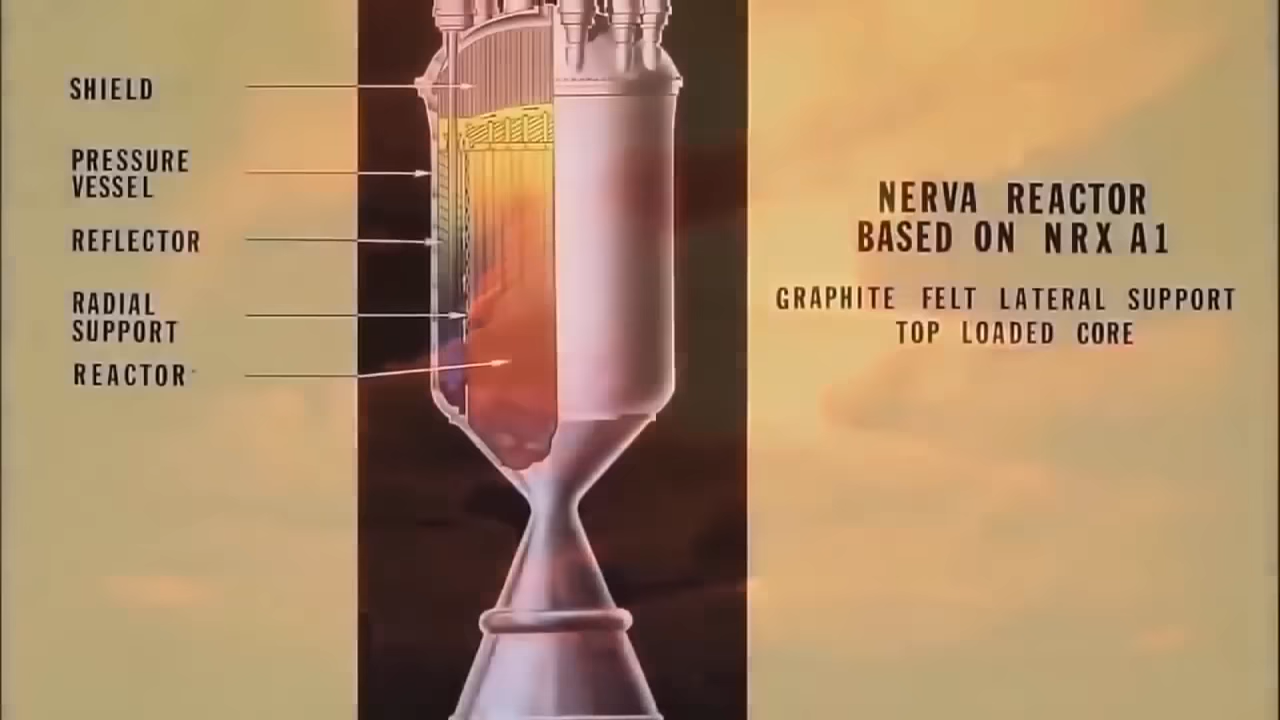 SHIELD
PRESSURE
VESSEL
REFLECTOR
RADIAL
SUPPORT
REACTOR
NERVA REACTOR
BASED ON NRX A1
GRAPHITE FELT LATERAL SUPPORT
TOP LOADED CORE